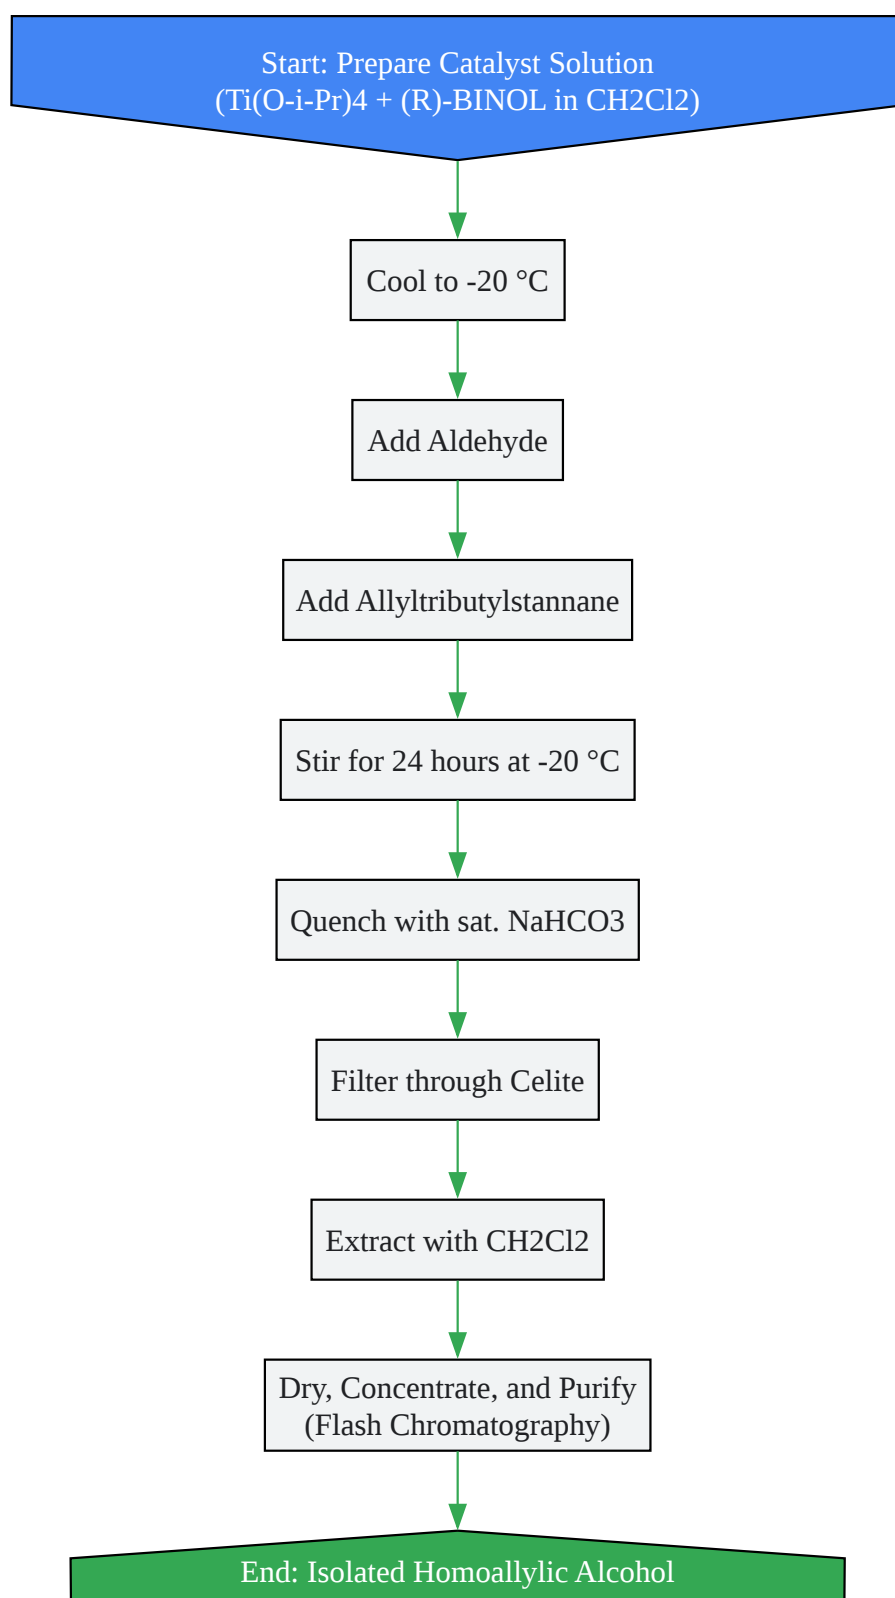 Start: Prepare Catalyst Solution
(Ti(O-i-Pr)4 + (R)-BINOL in CH2Cl2)
Cool to -20 °C
Add Aldehyde
Add Allyltributylstannane
Stir for 24 hours at -20 °C
Quench with sat. NaHCO3
Filter through Celite
Extract with CH2Cl2
Dry, Concentrate, and Purify
(Flash Chromatography)
End: Isolated Homoallylic Alcohol